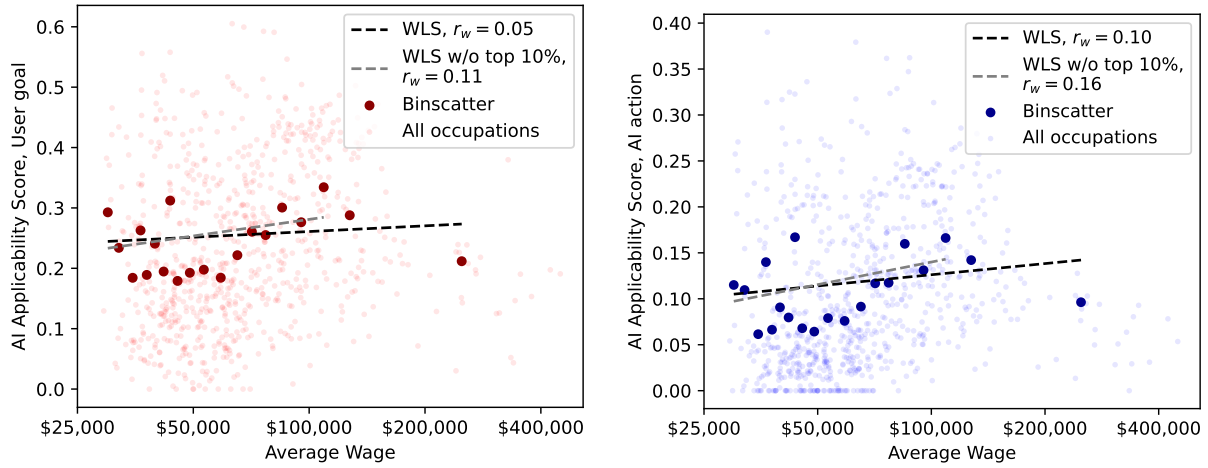 AI Applicability Score, User goal
0.6
0.5
0.4
0.3
0.2
0.1
0.0
WLS, r_w = 0.05
WLS w/o top 10%,
r_w = 0.11
Binscatter
All occupations
$25,000 $50,000 $100,000 $200,000 $400,000
Average Wage
AI Applicability Score, AI action
0.40
0.35
0.30
0.25
0.20
0.15
0.10
0.05
0.00
WLS, r_w = 0.10
WLS w/o top 10%,
r_w = 0.16
Binscatter
All occupations
$25,000 $50,000 $100,000 $200,000 $400,000
Average Wage